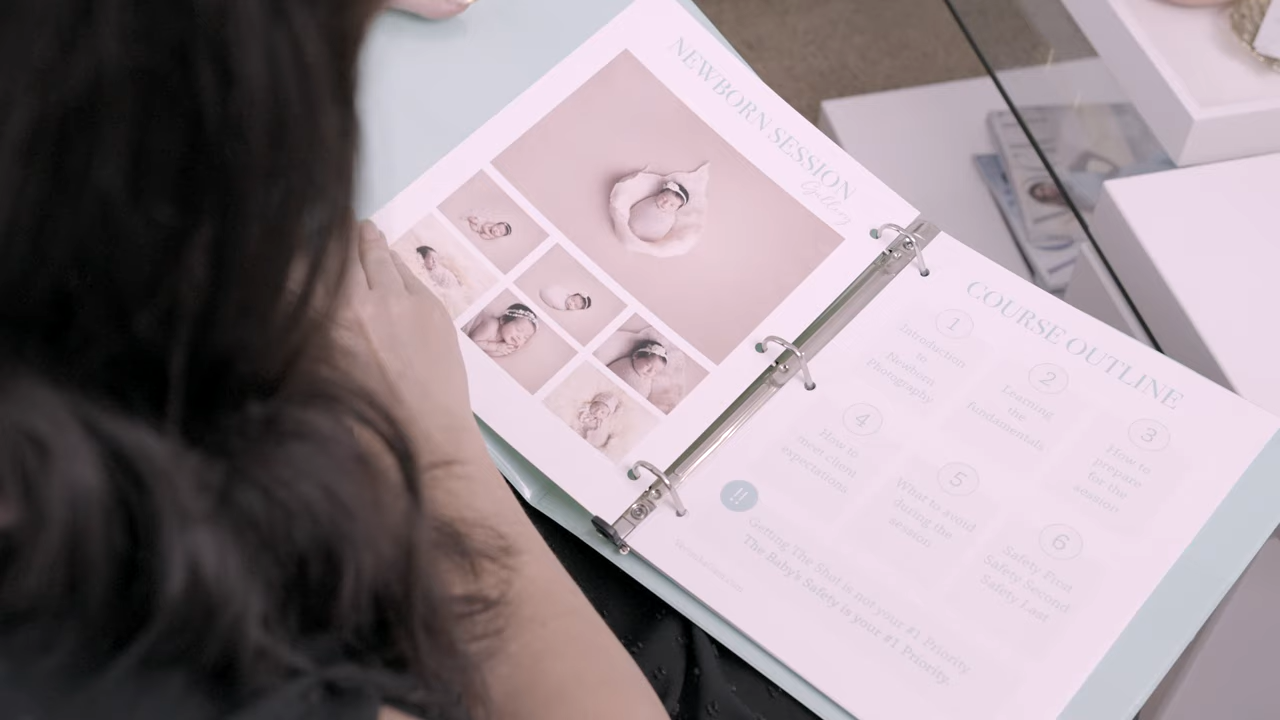 NEWBORN SESSION
Gallery
COURSE OUTLINE
1
Introduction
to
Newborn
Photography
2
Learning
the
fundamentals
3
How to
prepare
for the
session
4
How to
meet client
expectations
5
What to avoid
during the
session
6
Safety First
Safety Second
Safety Last
!!
Getting The Shot is not your #1 Priority
The Baby's Safety is your #1 Priority.